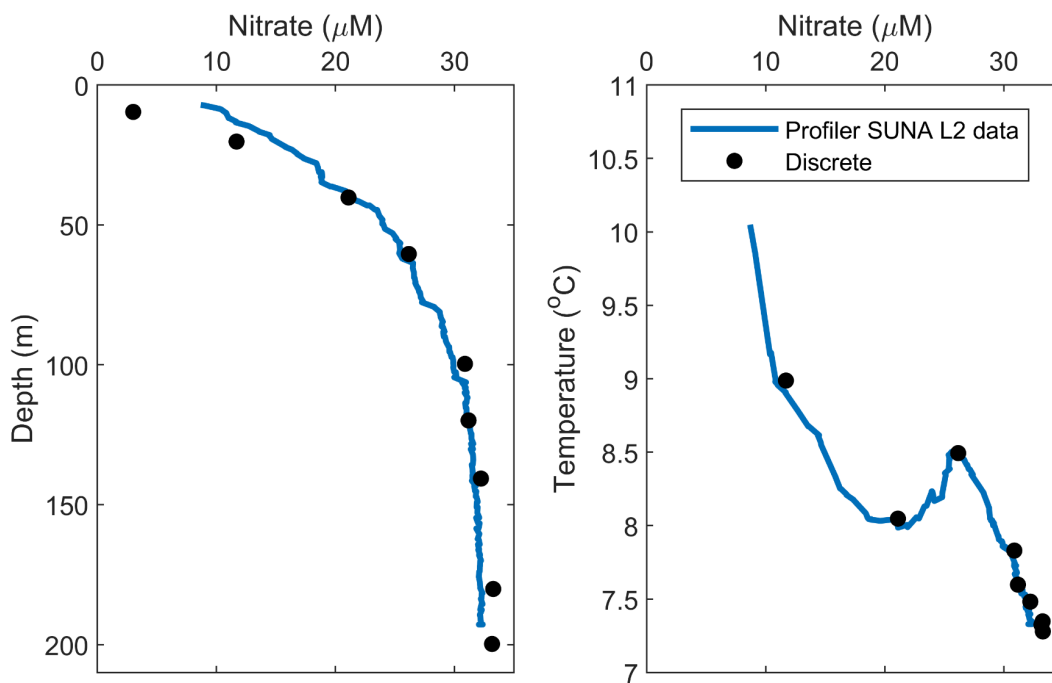 Nitrate (μM)
0 10 20 30
0
50
100
150
200
Depth (m)
Nitrate (μM)
0 10 20 30
11
10.5
10
9.5
9
8.5
8
7.5
7
Temperature (°C)
Profiler SUNA L2 data
Discrete